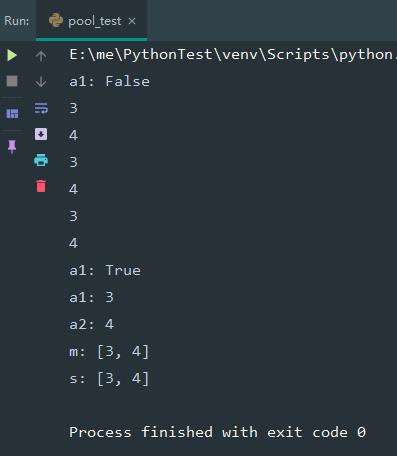 Run: pool_test ×
E:\me\PythonTest\venv\Scripts\python.
a1: False
3
4
3
4
3
4
a1: True
a1: 3
a2: 4
m: [3, 4]
s: [3, 4]
Process finished with exit code 0